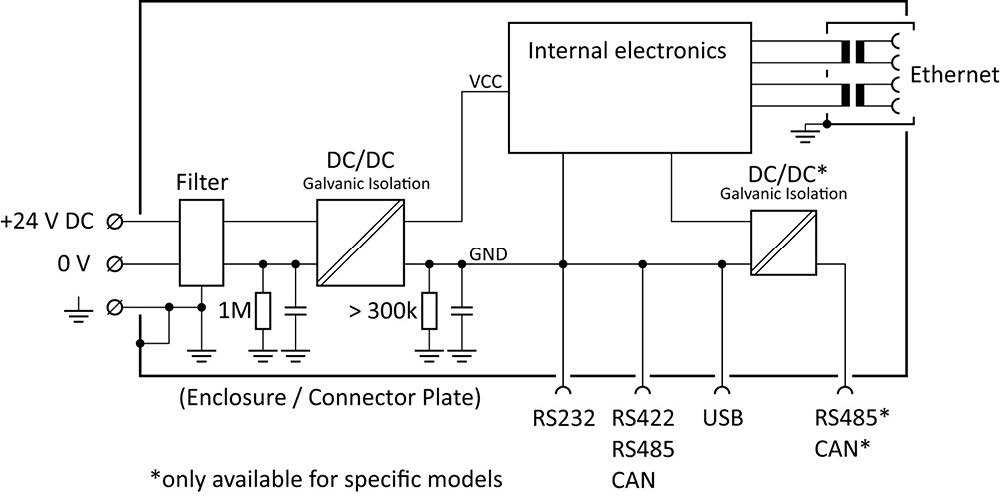 Internal electronics
Ethernet
VCC
DC/DC
Galvanic Isolation
DC/DC*
Galvanic Isolation
Filter
+24 V DC
0 V
GND
1M
> 300k
(Enclosure / Connector Plate)
RS232
RS422
RS485
CAN
USB
RS485*
CAN*
*only available for specific models